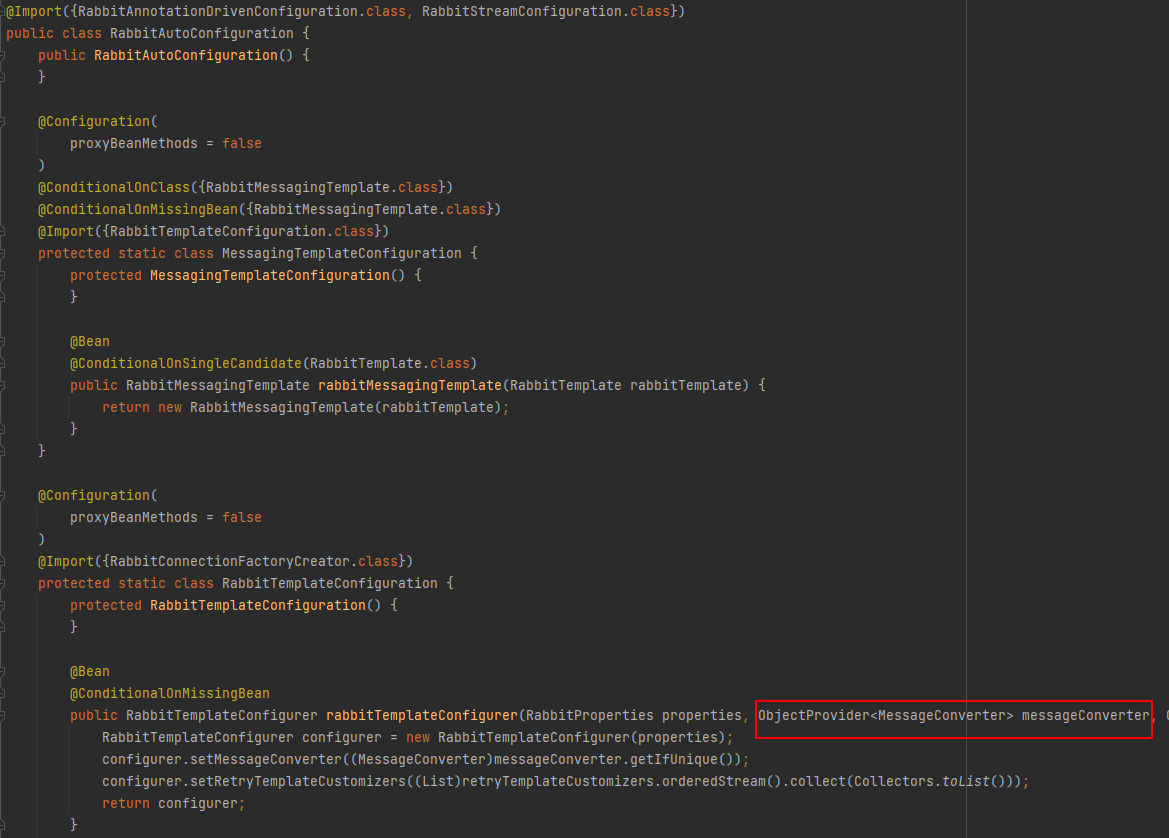 @Import({RabbitAnnotationDrivenConfiguration.class, RabbitStreamConfiguration.class})
public class RabbitAutoConfiguration {
    public RabbitAutoConfiguration() {
    }

    @Configuration(
        proxyBeanMethods = false
    )
    @ConditionalOnClass({RabbitMessagingTemplate.class})
    @ConditionalOnMissingBean({RabbitMessagingTemplate.class})
    @Import({RabbitTemplateConfiguration.class})
    protected static class MessagingTemplateConfiguration {
        protected MessagingTemplateConfiguration() {
        }

        @Bean
        @ConditionalOnSingleCandidate(RabbitTemplate.class)
        public RabbitMessagingTemplate rabbitMessagingTemplate(RabbitTemplate rabbitTemplate) {
            return new RabbitMessagingTemplate(rabbitTemplate);
        }
    }

    @Configuration(
        proxyBeanMethods = false
    )
    @Import({RabbitConnectionFactoryCreator.class})
    protected static class RabbitTemplateConfiguration {
        protected RabbitTemplateConfiguration() {
        }

        @Bean
        @ConditionalOnMissingBean
        public RabbitTemplateConfigurer rabbitTemplateConfigurer(RabbitProperties properties, ObjectProvider<MessageConverter> messageConverter,
            RabbitTemplateConfigurer configurer = new RabbitTemplateConfigurer(properties);
            configurer.setMessageConverter((MessageConverter)messageConverter.getIfUnique());
            configurer.setRetryTemplateCustomizers((List)retryTemplateCustomizers.orderedStream().collect(Collectors.toList()));
            return configurer;
        }